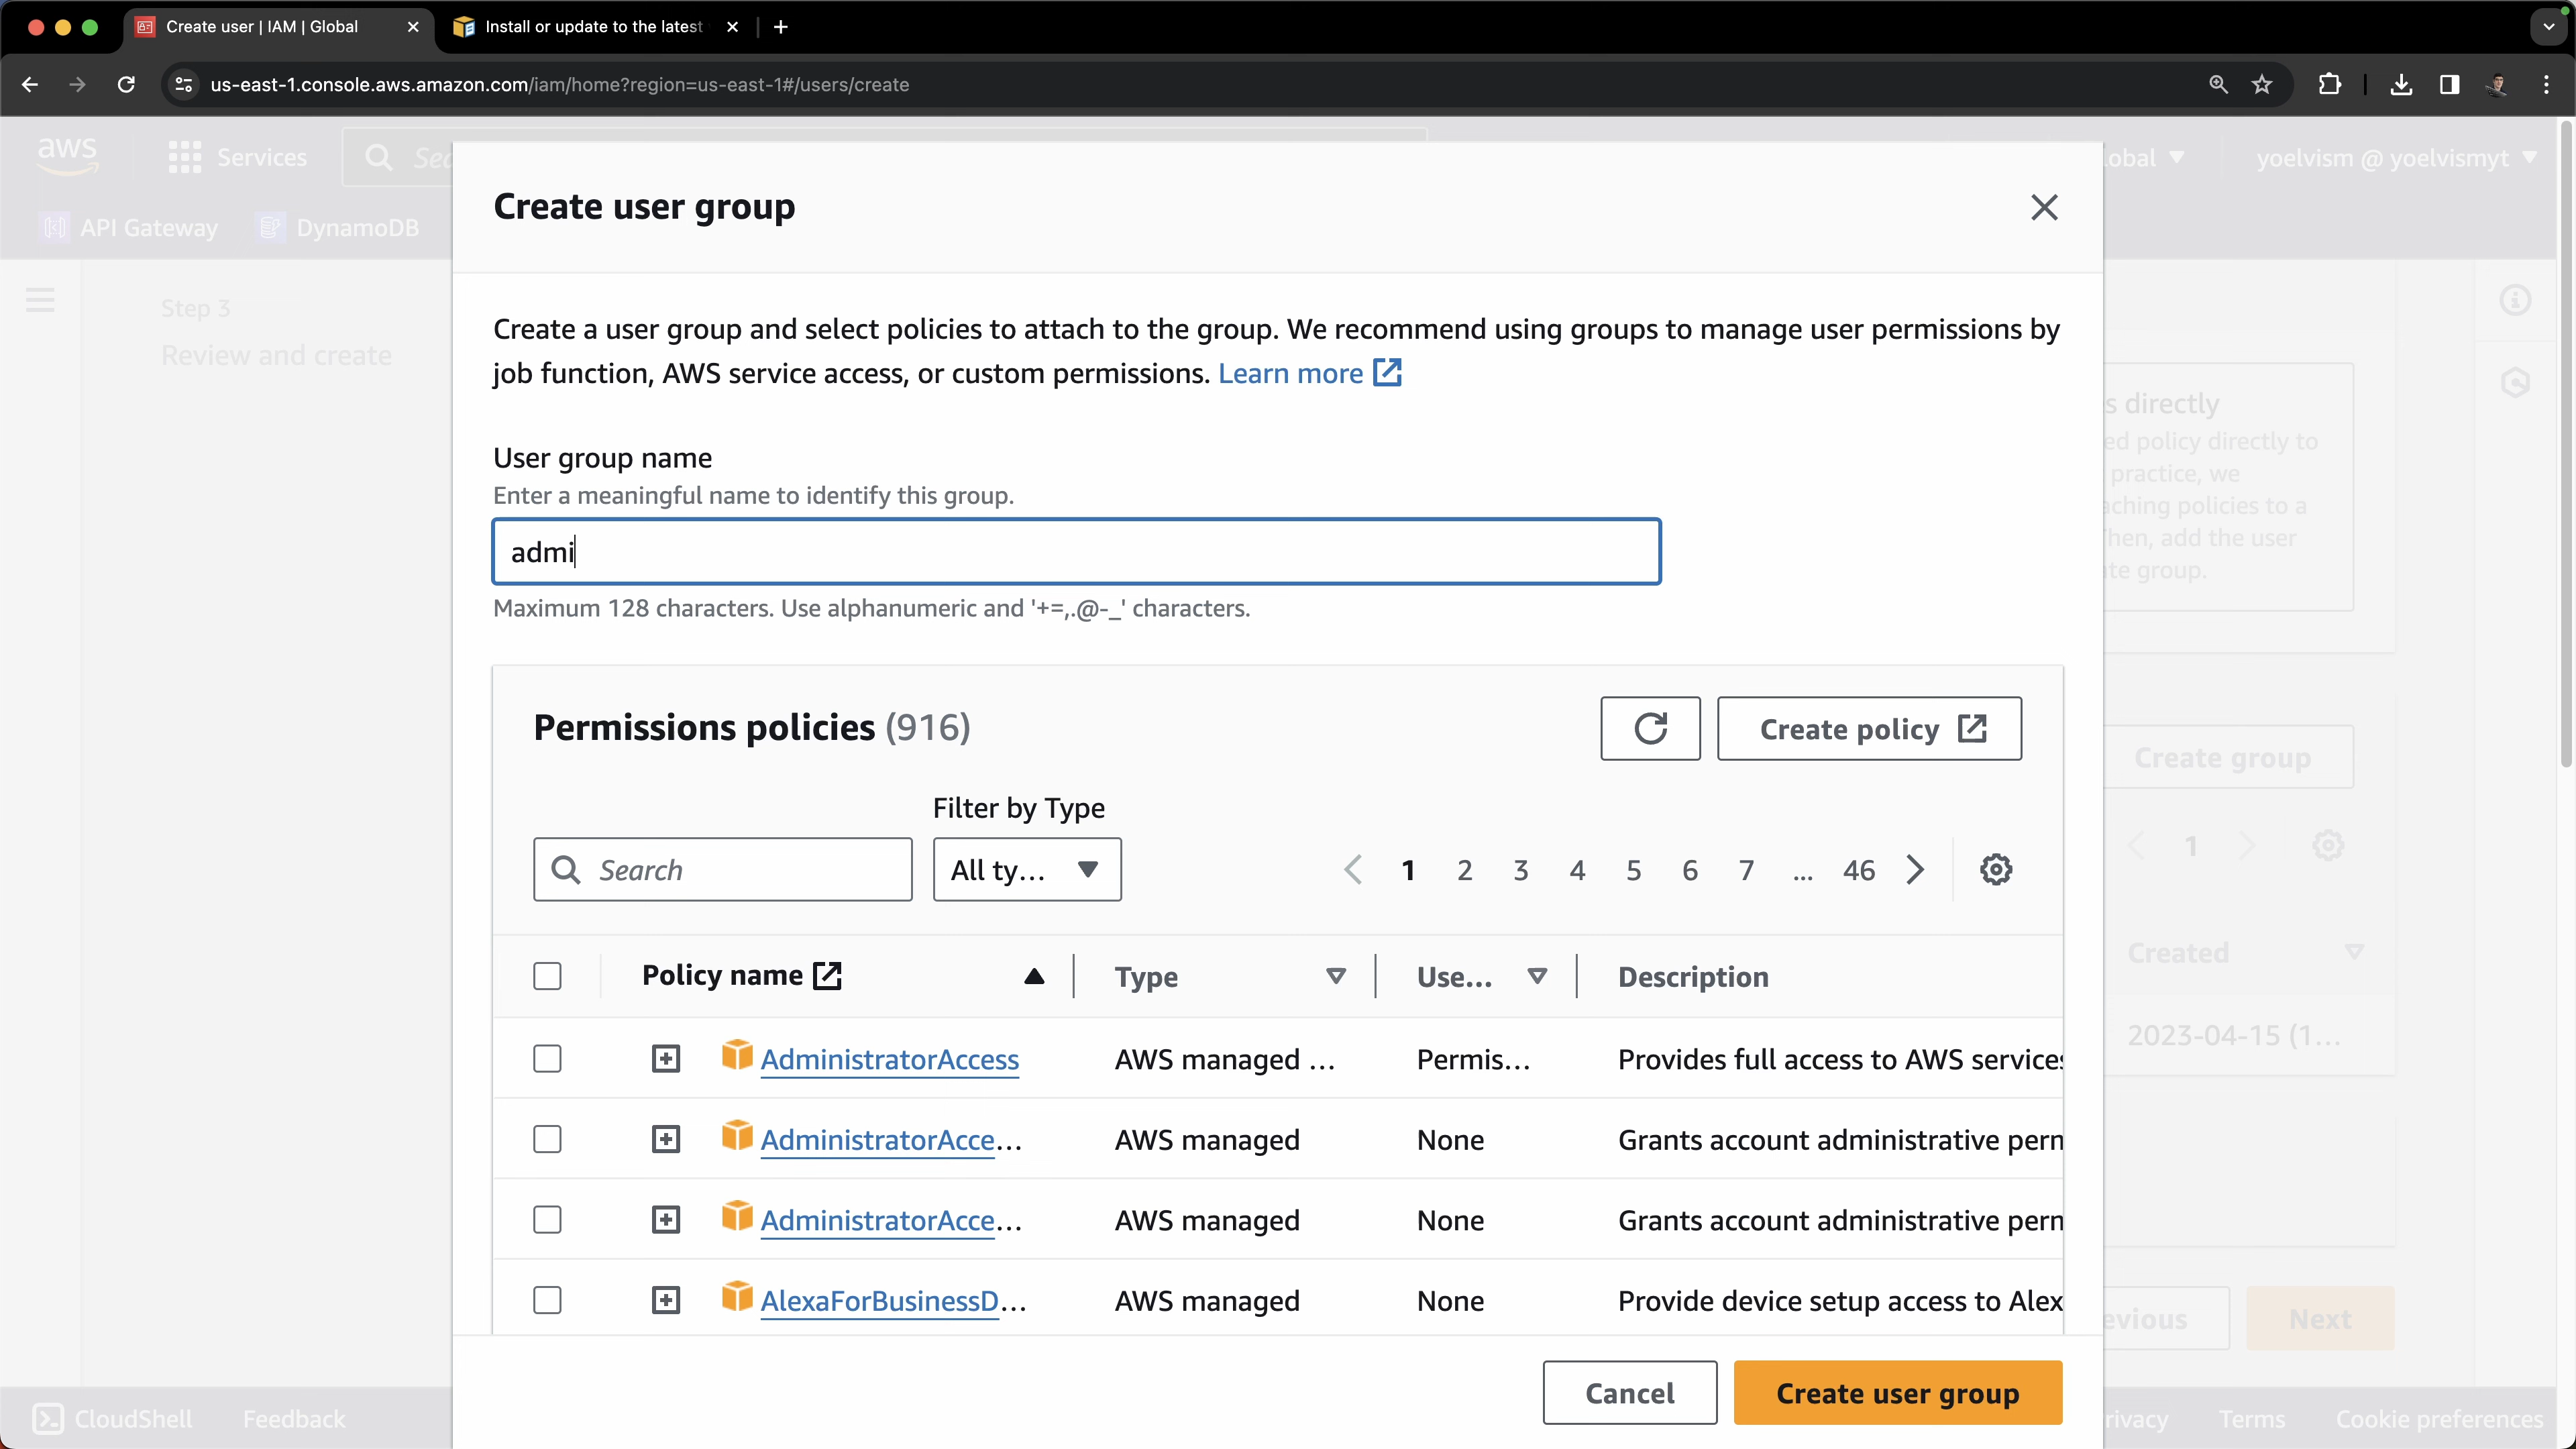 Create user | IAM | Global
Install or update to the latest
us-east-1.console.aws.amazon.com/iam/home?region=us-east-1#/users/create
aws
Services
Sea
obal
yoelvism @ yoelvismyt
API Gateway
DynamoDB
Create user group
Step 3
Review and create
Create a user group and select policies to attach to the group. We recommend using groups to manage user permissions by
job function, AWS service access, or custom permissions. Learn more
User group name
Enter a meaningful name to identify this group.
admi
Maximum 128 characters. Use alphanumeric and '+=,.@-_' characters.
s directly
ed policy directly to
practice, we
aching policies to a
hen, add the user
te group.
Permissions policies (916)
Create policy
Create group
Filter by Type
Search
All ty...
1 2 3 4 5 6 7 ... 46
1
Policy name Type Use... Description
Created
AdministratorAccess AWS managed ... Permis... Provides full access to AWS services
2023-04-15 (1...
AdministratorAcce... AWS managed None Grants account administrative perm
AdministratorAcce... AWS managed None Grants account administrative perm
AlexaForBusinessD... AWS managed None Provide device setup access to Alex
evious
Next
Cancel
Create user group
CloudShell
Feedback
rivacy
Terms
Cookie preferences